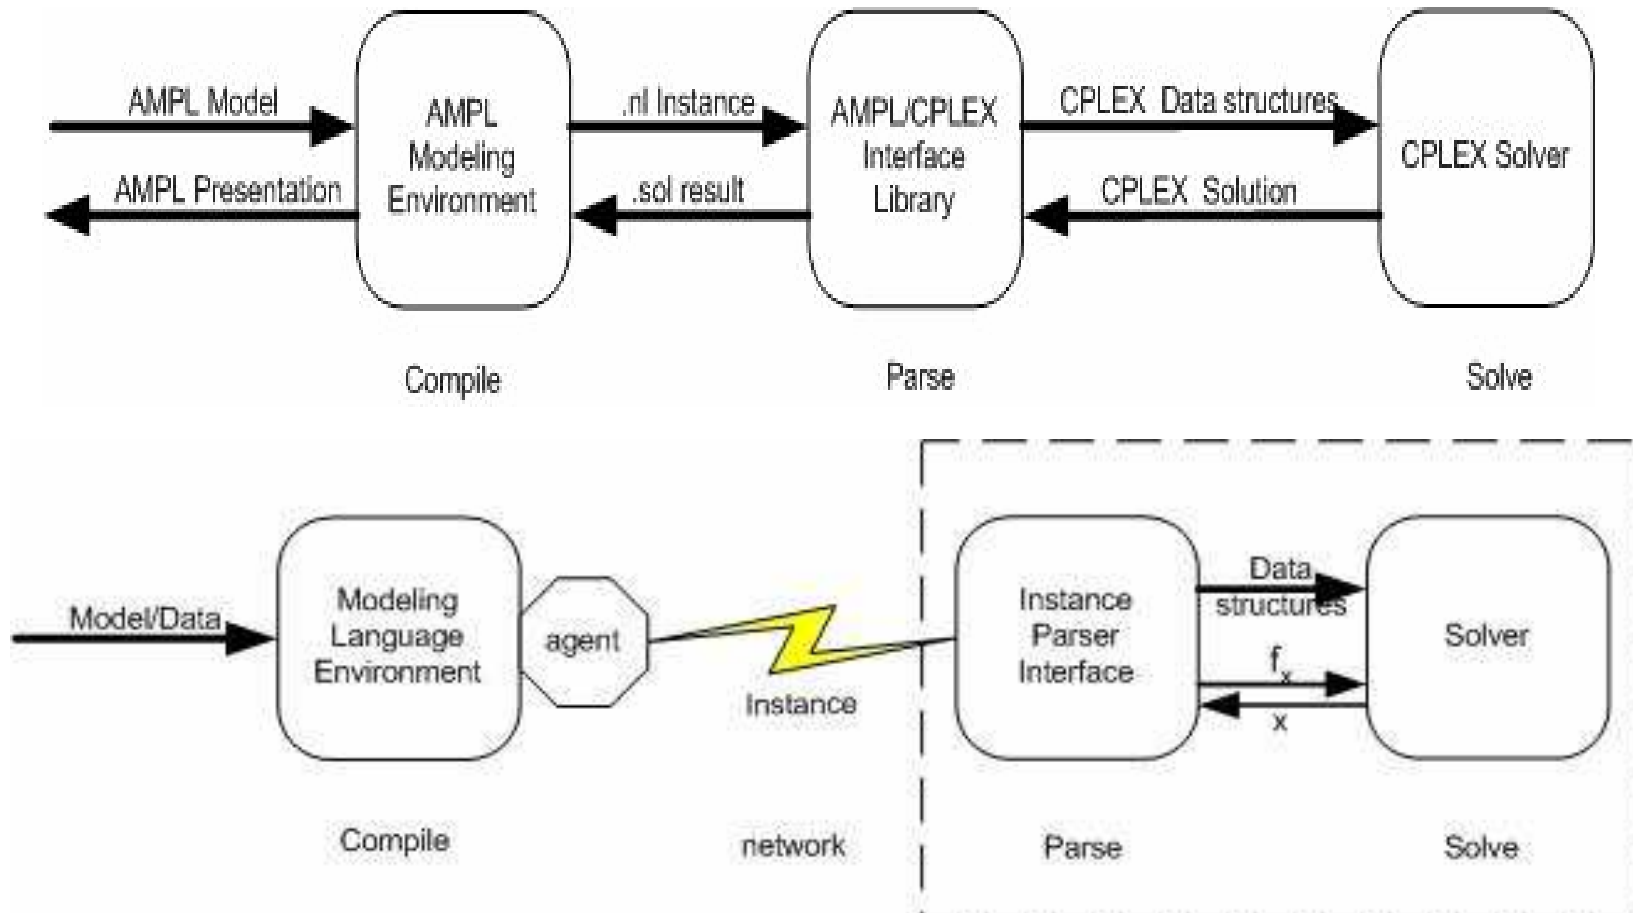 AMPL Model
AMPL Presentation
AMPL
Modeling
Environment
.nl Instance
.sol result
AMPL/CPLEX
Interface
Library
CPLEX Data structures
CPLEX Solution
CPLEX Solver
Compile
Parse
Solve
Model/Data
Modeling
Language
Environment
agent
Instance
Instance
Parser
Interface
Data
structures
fx
x
Solver
Compile
network
Parse
Solve